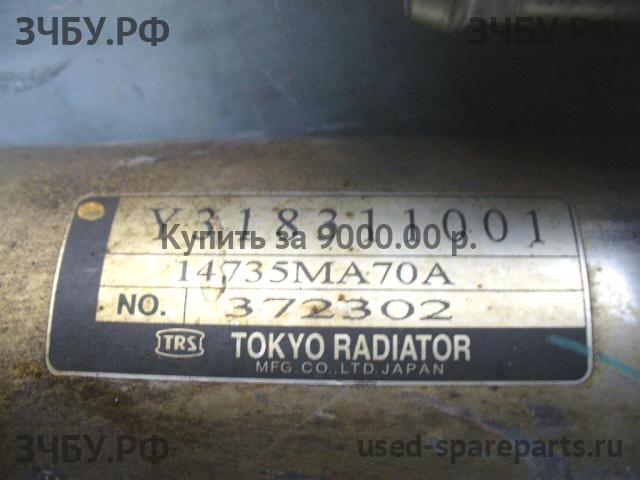 ЗЧБУ.РФ ЗЧБУ.РФ
Y318311001
Купить за 9000.00 р.
14735MA70A
NO. 372302
TRS TOKYO RADIATOR
MFG.CO.,LTD.JAPAN
ЗЧБУ.РФ used-spareparts.ru